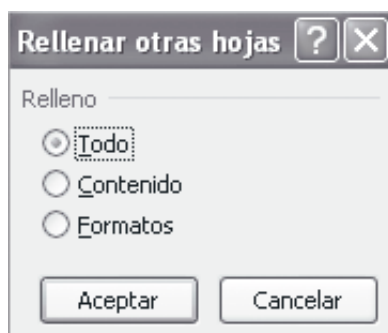 Rellenar otras hojas ? X
Relleno
Todo
Contenido
Formatos
Aceptar Cancelar